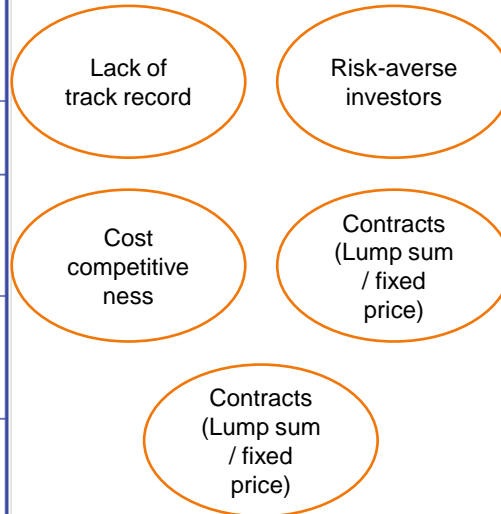 Lack of
track record
Risk-averse
investors
Cost
competitive
ness
Contracts
(Lump sum
/ fixed
price)
Contracts
(Lump sum
/ fixed
price)